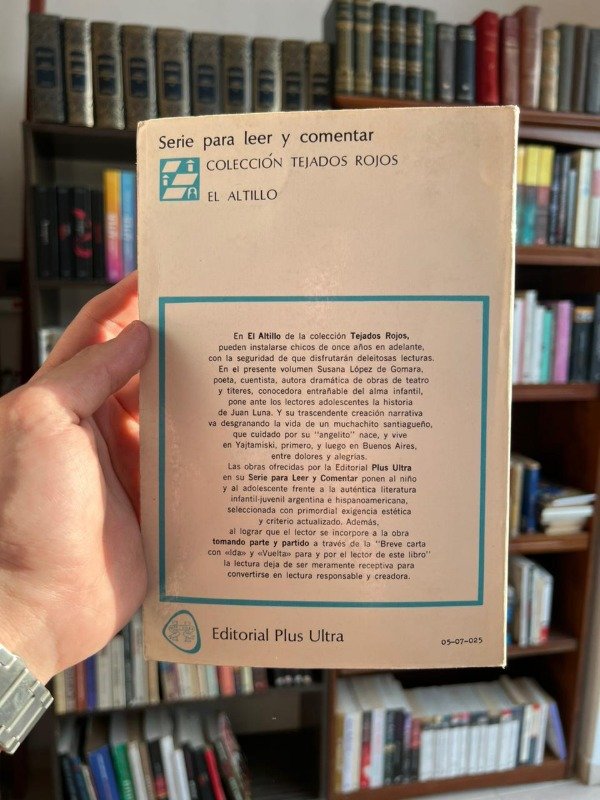 Serie para leer y comentar
COLECCIÓN TEJADOS ROJOS
EL ALTILLO
En El Altillo de la colección Tejados Rojos,
pueden instalarse chicos de once años en adelante,
con la seguridad de que disfrutarán deleitosas lecturas.
En el presente volumen Susana López de Gomara,
poeta, cuentista, autora dramática de obras de teatro
y títeres, conocedora entrañable del alma infantil,
pone ante los lectores adolescentes la historia
de Juan Luna. Y su trascendente creación narrativa
va desgranando la vida de un muchachito santiagueño,
que cuidado por su "angelito" nace, y vive
en Yajtamiski, primero, y luego en Buenos Aires,
entre dolores y alegrías.
Las obras ofrecidas por la Editorial Plus Ultra
en su Serie para Leer y Comentar ponen al niño
y al adolescente frente a la auténtica literatura
infantil-juvenil argentina e hispanoamericana,
seleccionada con primordial exigencia estética
y criterio actualizado. Además,
al lograr que el lector se incorpore a la obra
tomando parte y partido a través de la "Breve carta
con «Ida» y «Vuelta» para y por el lector de este libro"
la lectura deja de ser meramente receptiva para
convertirse en lectura responsable y creadora.
Editorial Plus Ultra
05-07-025